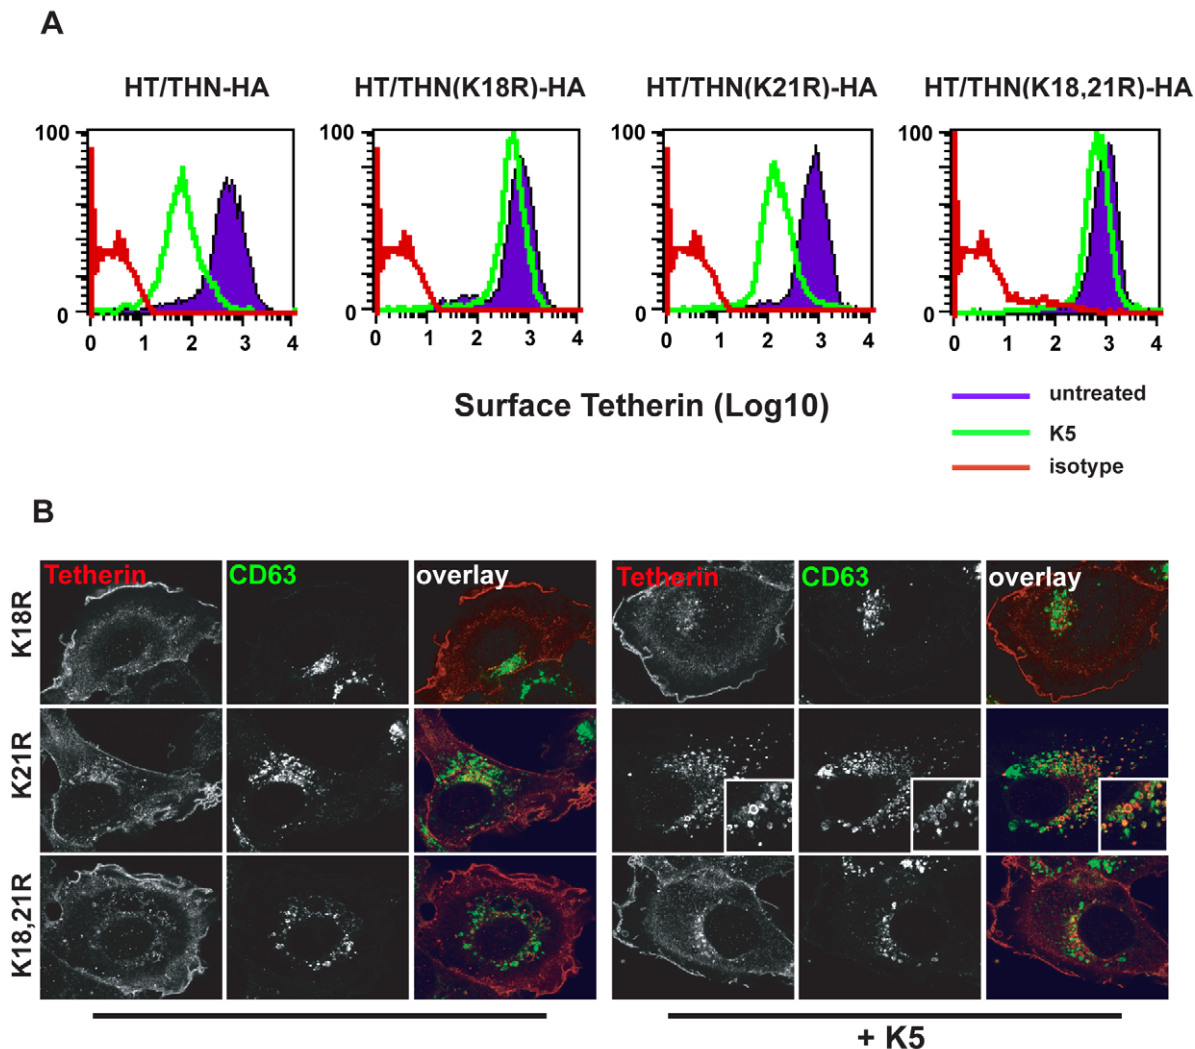 A
HT/THN-HA HT/THN(K18R)-HA HT/THN(K21R)-HA HT/THN(K18,21R)-HA
100 100 100 100
0 0 0 0
0 1 2 3 4 0 1 2 3 4 0 1 2 3 4 0 1 2 3 4
Surface Tetherin (Log10)
untreated
K5
isotype
B
Tetherin CD63 overlay Tetherin CD63 overlay
K18R
K21R
K18,21R
+ K5